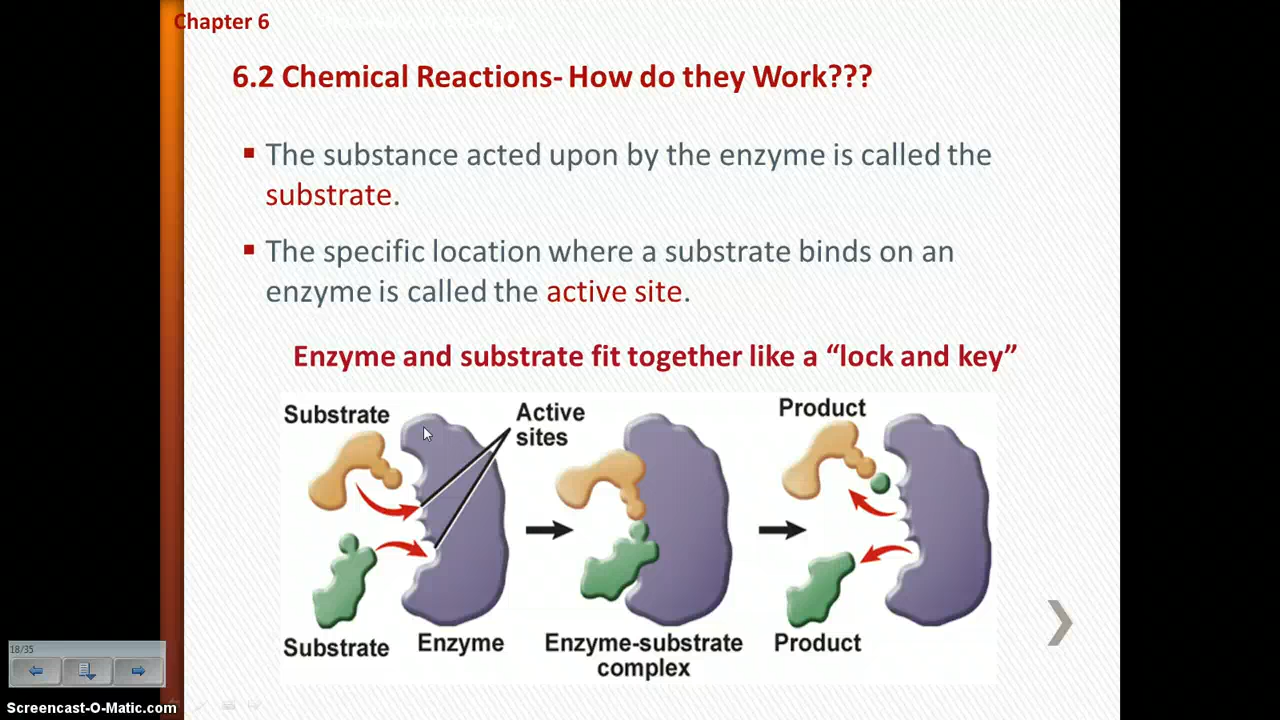 Chapter 6
6.2 Chemical Reactions- How do they Work???
▪ The substance acted upon by the enzyme is called the
substrate.
▪ The specific location where a substrate binds on an
enzyme is called the active site.
Enzyme and substrate fit together like a “lock and key”
Substrate
Active
sites
Product
Substrate
Enzyme
Enzyme-substrate
complex
Product
18/35
Screencast-O-Matic.com